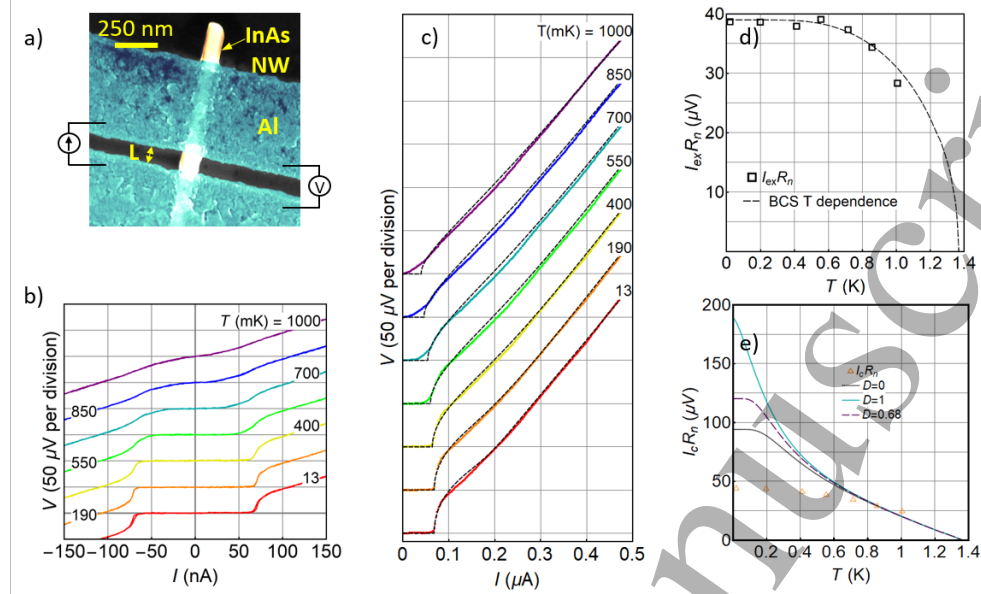 a)
250 nm
InAs
NW
Al
L
V
b)
V (50 μV per division)
T (mK) = 1000
850
700
550
400
190
13
−150
−100
−50
0
50
100
150
I (nA)
c)
V (50 μV per division)
T(mK) = 1000
850
700
550
400
190
13
0
0.1
0.2
0.3
0.4
0.5
I (μA)
d)
IexRn (μV)
40
30
20
10
IexRn
BCS T dependence
0
0.2
0.4
0.6
0.8
1
1.2
1.4
T (K)
e)
IcRn (μV)
200
150
100
50
0
IcRn
D=0
D=1
D=0.68
0
0.2
0.4
0.6
0.8
1
1.2
1.4
T (K)
nuscri